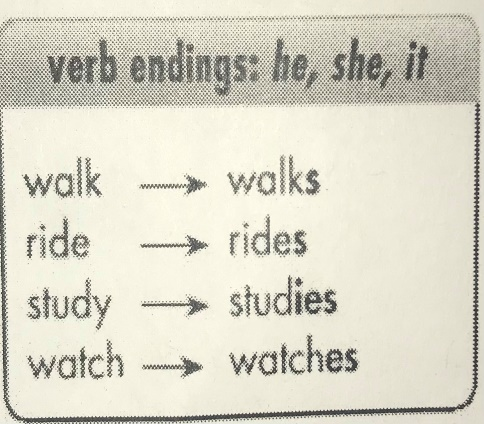 verb endings: he, she, it
walk → walks
ride → rides
study → studies
watch → watches